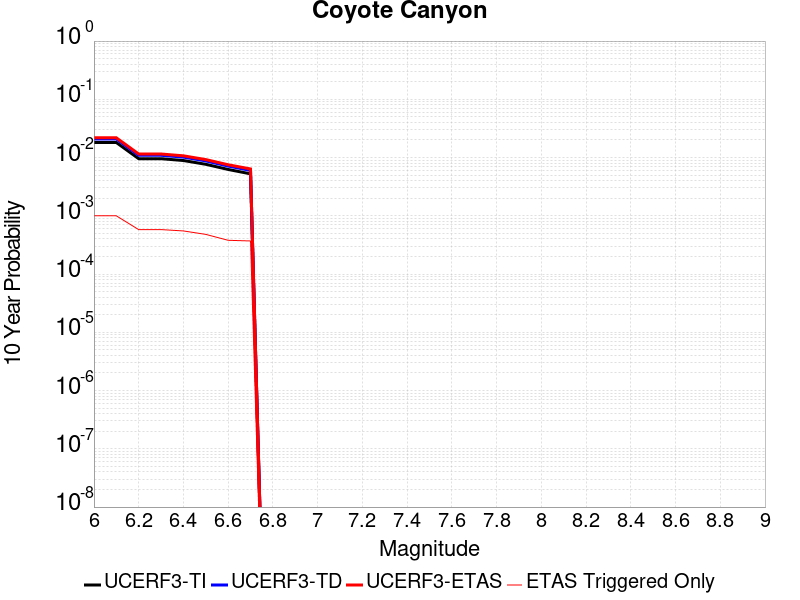 Coyote Canyon
10^0
10^-1
10^-2
10^-3
10^-4
10^-5
10^-6
10^-7
10^-8
10 Year Probability
6 6.2 6.4 6.6 6.8 7 7.2 7.4 7.6 7.8 8 8.2 8.4 8.6 8.8 9
Magnitude
UCERF3-TI UCERF3-TD UCERF3-ETAS ETAS Triggered Only